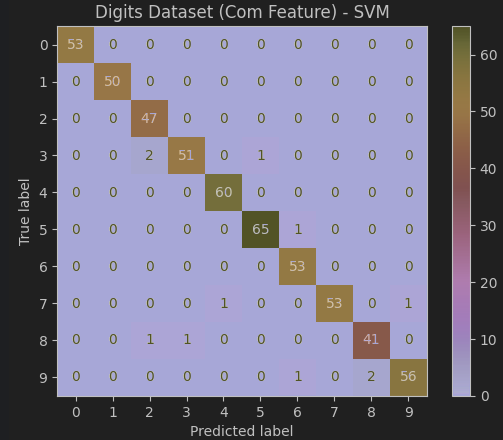 Digits Dataset (Com Feature) - SVM
0 53 0 0 0 0 0 0 0 0 0
1 0 50 0 0 0 0 0 0 0 0
2 0 0 47 0 0 0 0 0 0 0
3 0 0 2 51 0 1 0 0 0 0
4 0 0 0 0 60 0 0 0 0 0
5 0 0 0 0 0 65 1 0 0 0
6 0 0 0 0 0 0 53 0 0 0
7 0 0 0 0 1 0 0 53 0 1
8 0 0 1 1 0 0 0 0 41 0
9 0 0 0 0 0 0 1 0 2 56
0 1 2 3 4 5 6 7 8 9
True label
Predicted label
60
50
40
30
20
10
0